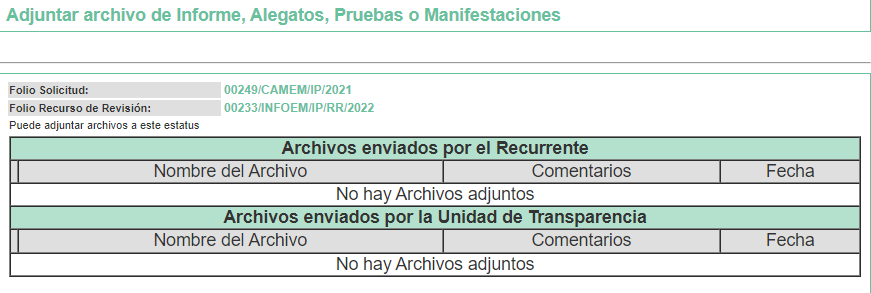 Adjuntar archivo de Informe, Alegatos, Pruebas o Manifestaciones
Folio Solicitud: 00249/CAMEM/IP/2021
Folio Recurso de Revisión: 00233/INFOEM/IP/RR/2022
Puede adjuntar archivos a este estatus
Archivos enviados por el Recurrente
Nombre del Archivo Comentarios Fecha
No hay Archivos adjuntos
Archivos enviados por la Unidad de Transparencia
Nombre del Archivo Comentarios Fecha
No hay Archivos adjuntos